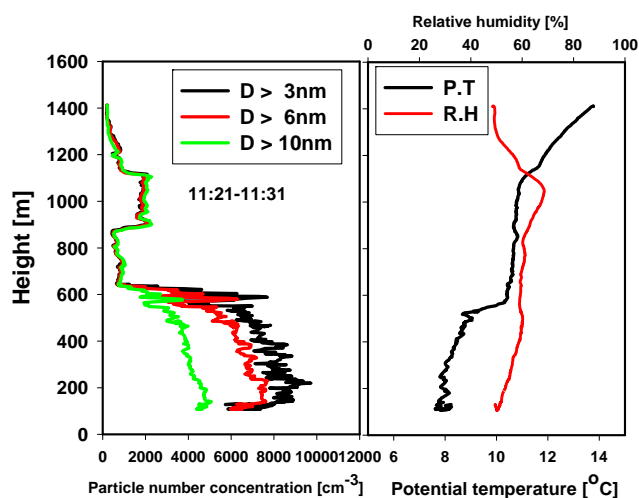 Relative humidity [%]
0 20 40 60 80 100
1600
1400
1200
1000
800
600
400
200
0
Height [m]
D > 3nm
D > 6nm
D > 10nm
11:21-11:31
P.T
R.H
0 2000 4000 6000 8000 10000 12000
6 8 10 12 14
Particle number concentration [cm-3]
Potential temperature [oC]